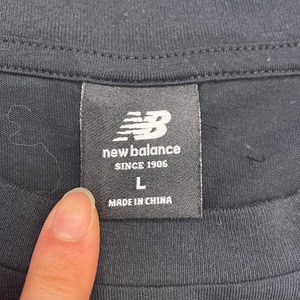 NB
new balance
SINCE 1906
L
MADE IN CHINA